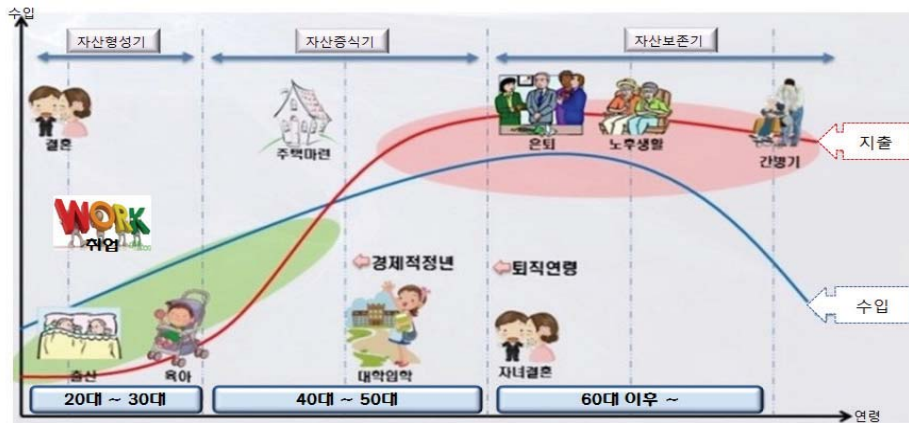 수입
자산형성기
자산증식기
자산보존기
결혼
주택마련
은퇴
노후생활
간병기
지출
WORK
취업
경제적정년
퇴직연령
수입
출산
육아
대학입학
자녀결혼
20대 ~ 30대
40대 ~ 50대
60대 이후 ~
연령